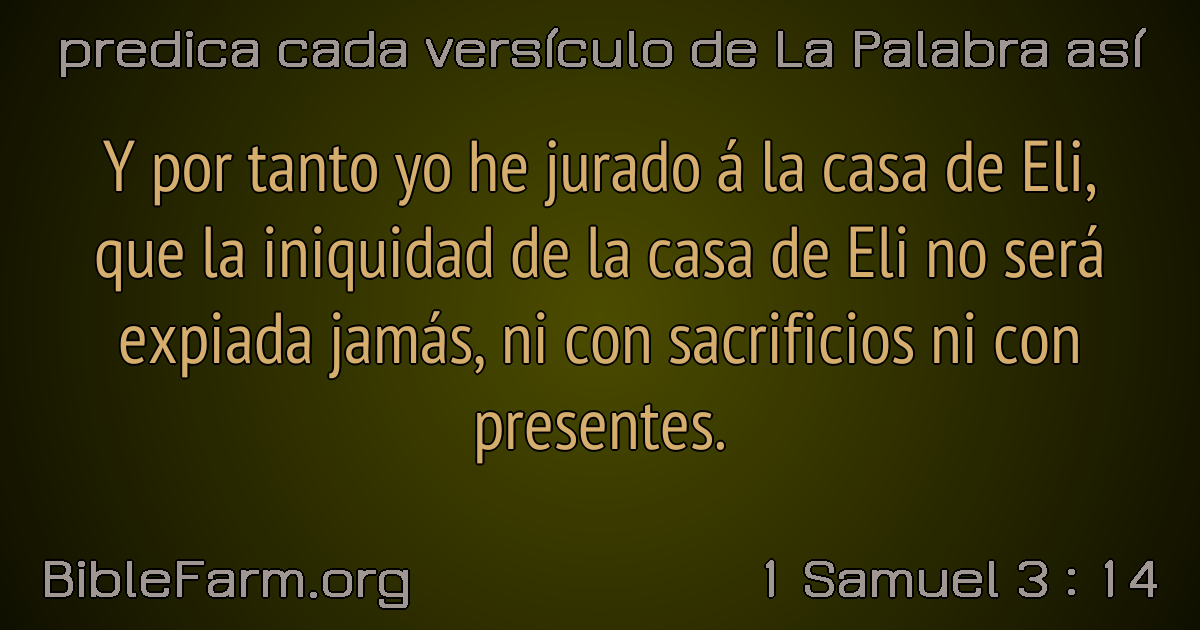 predica cada versículo de La Palabra así
Y por tanto yo he jurado á la casa de Eli,
que la iniquidad de la casa de Eli no será
expiada jamás, ni con sacrificios ni con
presentes.
BibleFarm.org
1 Samuel 3 : 14